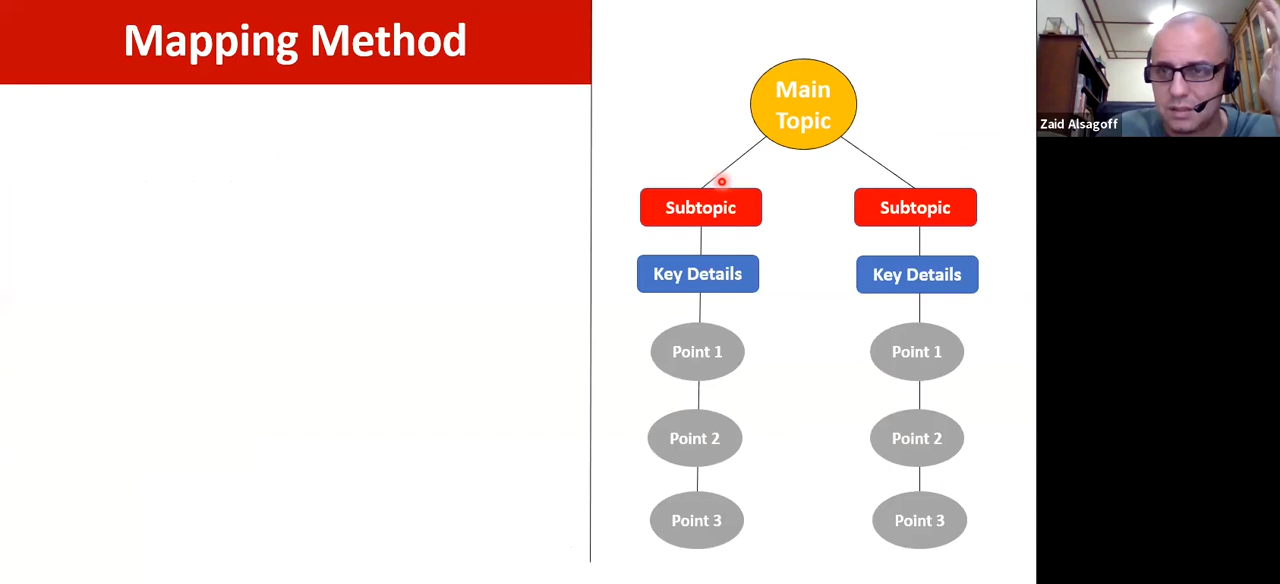 Mapping Method
Main
Topic
Subtopic
Subtopic
Key Details
Key Details
Point 1
Point 1
Point 2
Point 2
Point 3
Point 3
Zaid Alsagoff